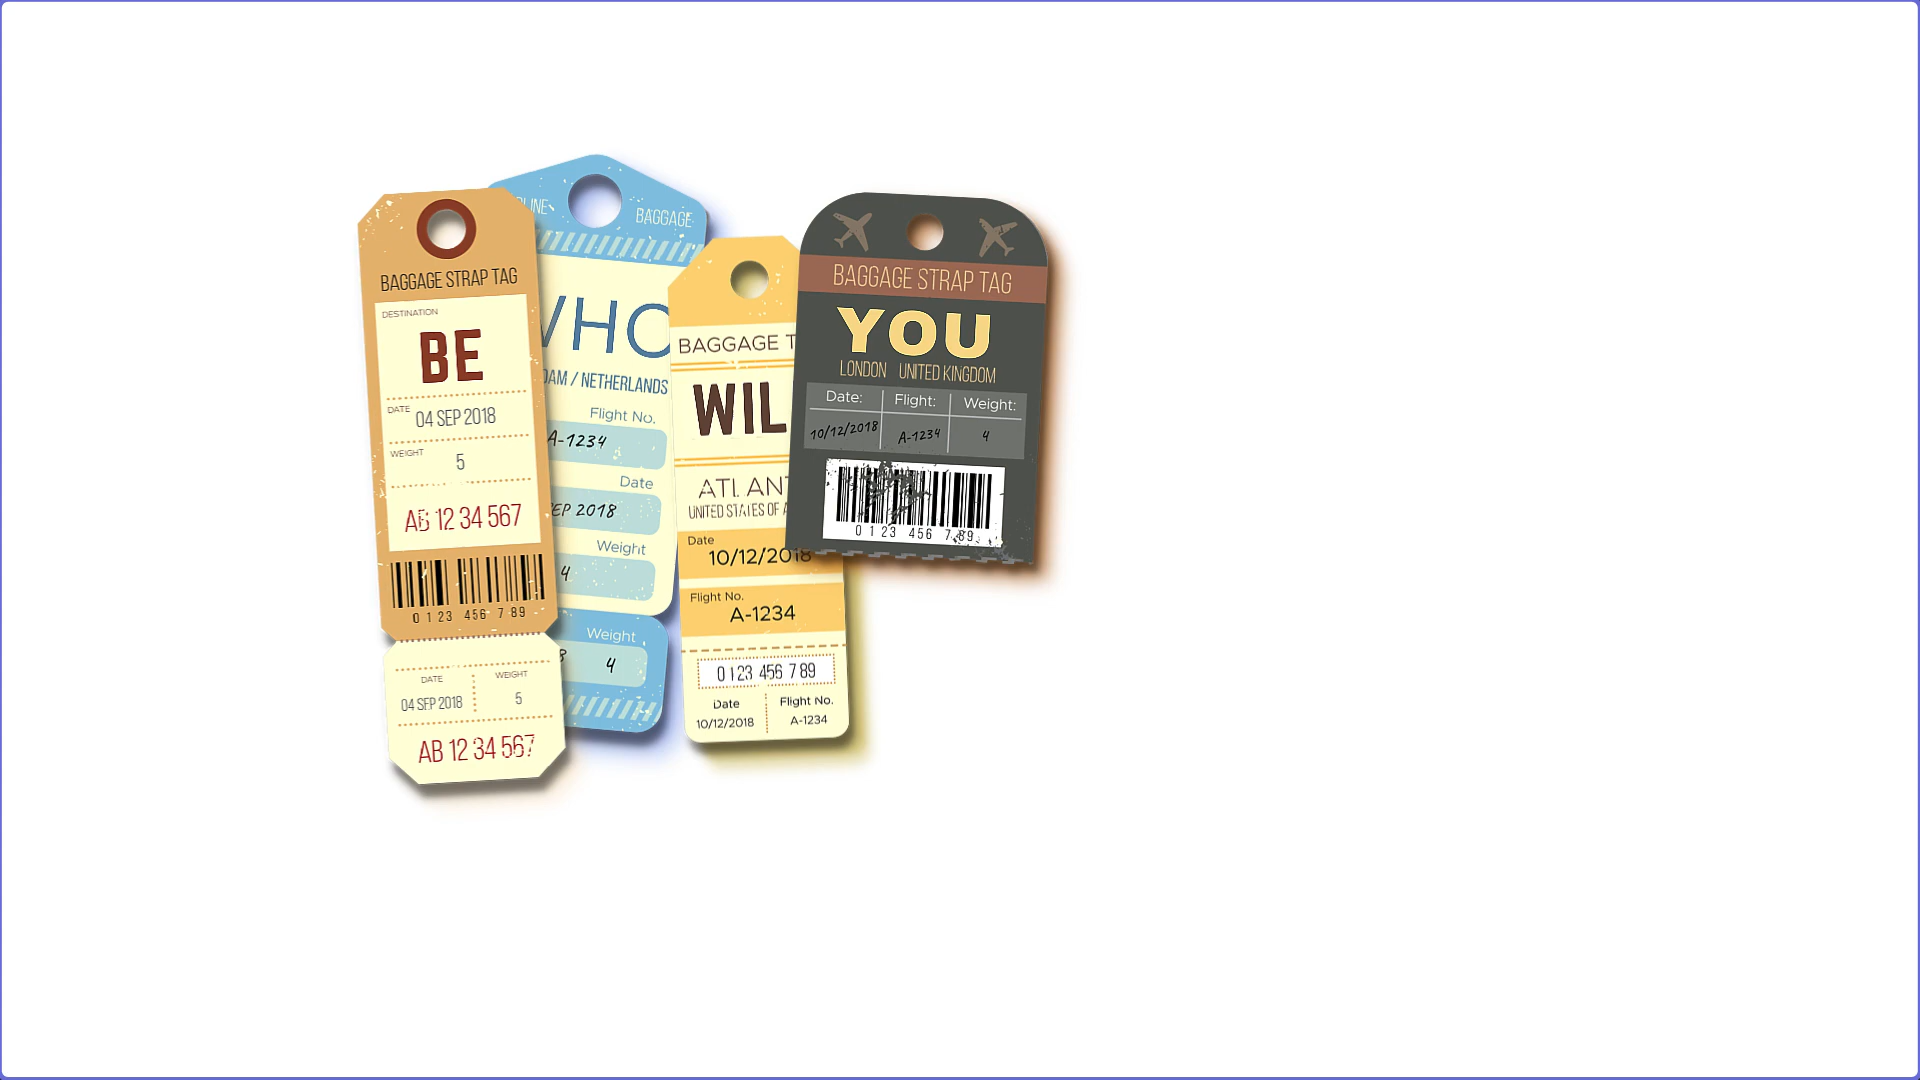 BAGGAGE STRAP TAG
DESTINATION
BE
DATE
04 SEP 2018
WEIGHT
5
AB 12 34 567
0 1 23 456 7 89
DATE WEIGHT
04 SEP 2018 5
AB 12 34 567
BAGGAGE
/ NETHERLANDS
Flight No.
A-1234
Date
2018
Weight
4
Weight
4
BAGGAGE
UNITED STATES OF
Date
10/12/2018
Flight No.
A-1234
0 1 23 456 7 89
Date Flight No.
10/12/2018 A-1234
BAGGAGE STRAP TAG
YOU
LONDON UNITED KINGDOM
Date: Flight: Weight:
10/12/2018 A-1234 4
0 1 23 456 7 89